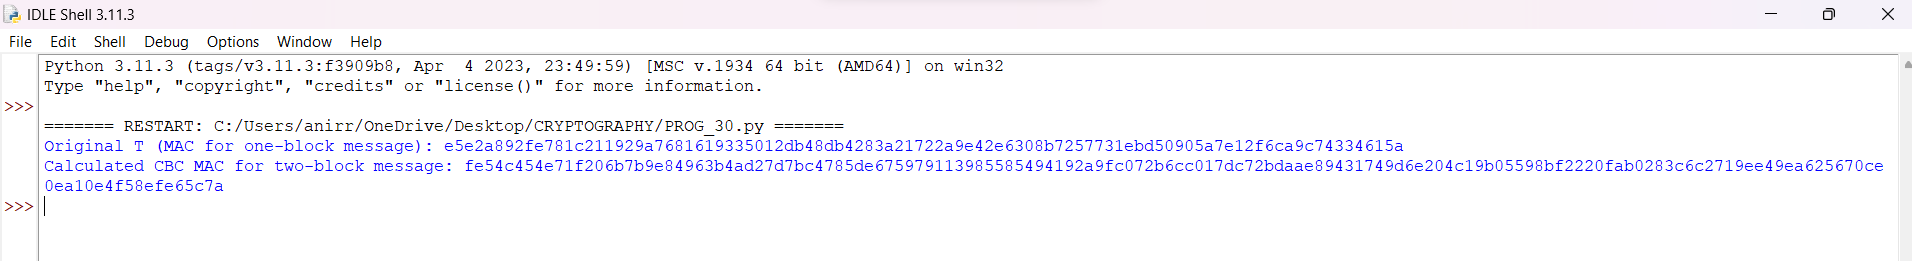 IDLE Shell 3.11.3
File Edit Shell Debug Options Window Help
Python 3.11.3 (tags/v3.11.3:f3909b8, Apr  4 2023, 23:49:59) [MSC v.1934 64 bit (AMD64)] on win32
Type "help", "copyright", "credits" or "license()" for more information.
>>>
======= RESTART: C:/Users/anirr/OneDrive/Desktop/CRYPTOGRAPHY/PROG_30.py =======
Original T (MAC for one-block message): e5e2a892fe781c211929a7681619335012db48db4283a21722a9e42e6308b7257731ebd50905a7e12f6ca9c74334615a
Calculated CBC MAC for two-block message: fe54c454e71f206b7b9e84963b4ad27d7bc4785de675979113985585494192a9fc072b6cc017dc72bdaae89431749d6e204c19b05598bf2220fab0283c6c2719ee49ea625670ce
0ea10e4f58efe65c7a
>>>